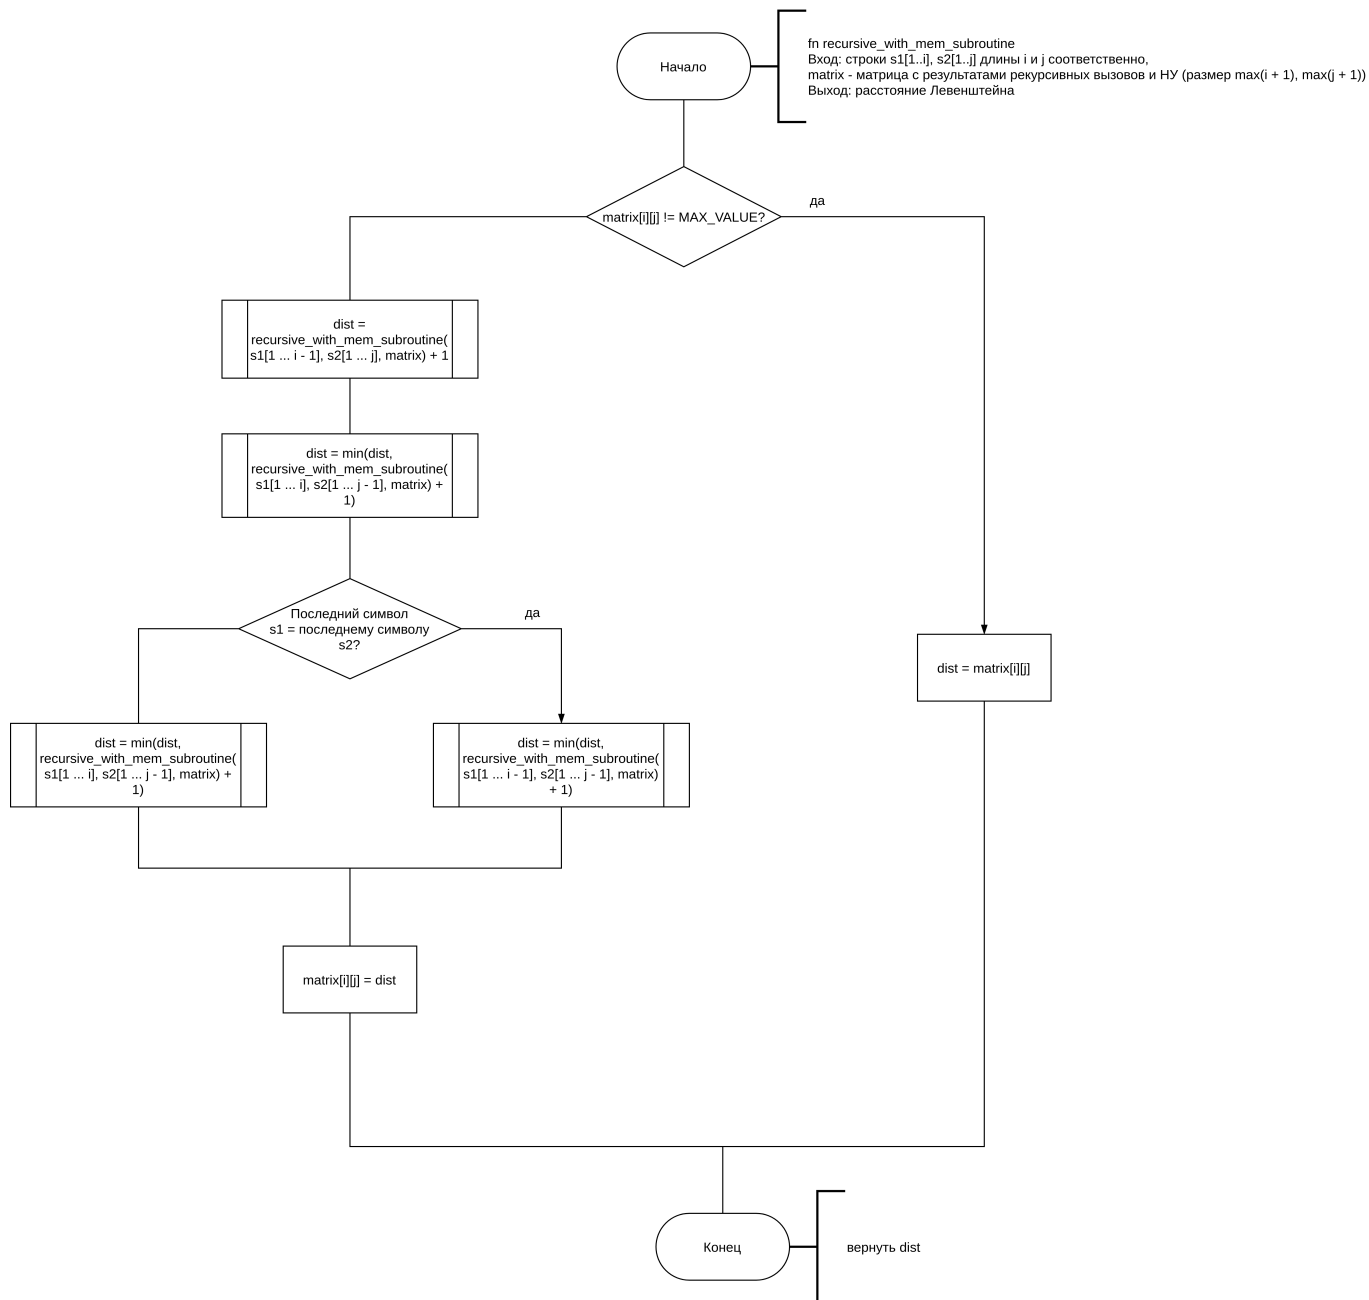 Начало
fn recursive_with_mem_subroutine
Вход: строки s1[1..i], s2[1..j] длины i и j соответственно,
matrix - матрица с результатами рекурсивных вызовов и НУ (размер max(i + 1), max(j + 1))
Выход: расстояние Левенштейна
matrix[i][j] != MAX_VALUE?
да
dist =
recursive_with_mem_subroutine(
s1[1 ... i - 1], s2[1 ... j], matrix) + 1
dist = min(dist,
recursive_with_mem_subroutine(
s1[1 ... i], s2[1 ... j - 1], matrix) +
1)
Последний символ
s1 = последнему символу
s2?
да
dist = matrix[i][j]
dist = min(dist,
recursive_with_mem_subroutine(
s1[1 ... i], s2[1 ... j - 1], matrix) +
1)
dist = min(dist,
recursive_with_mem_subroutine(
s1[1 ... i - 1], s2[1 ... j - 1], matrix)
+ 1)
matrix[i][j] = dist
Конец
вернуть dist